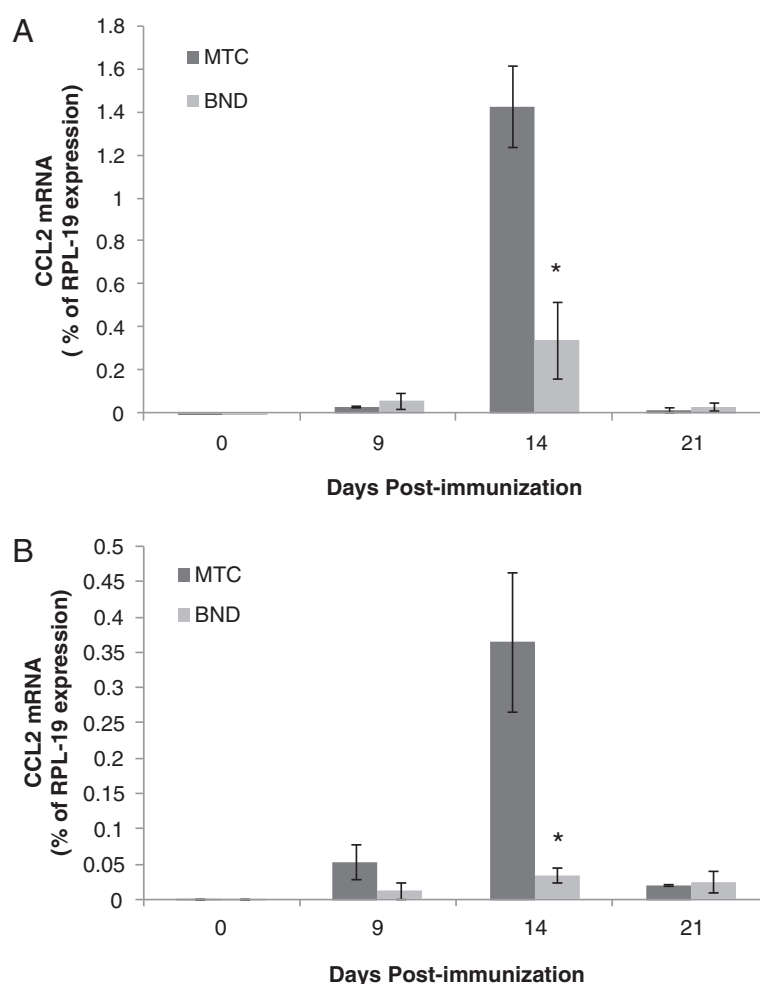 A
1.8
1.6
1.4
1.2
1
0.8
0.6
0.4
0.2
0
MTC
BND
*
CCL2 mRNA
( % of RPL-19 expression)
0 9 14 21
Days Post-immunization
B
0.5
0.45
0.4
0.35
0.3
0.25
0.2
0.15
0.1
0.05
0
MTC
BND
*
CCL2 mRNA
(% of RPL-19 expression)
0 9 14 21
Days Post-immunization